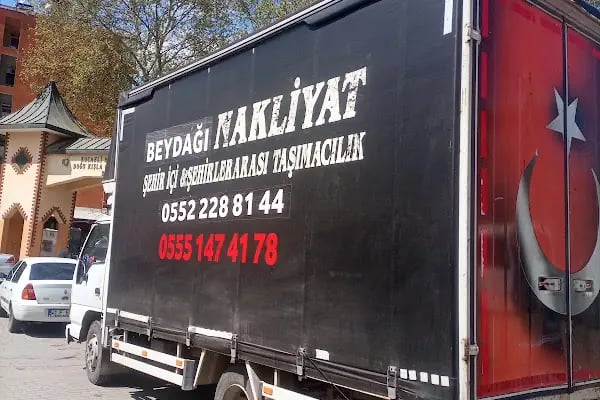 BEYDAĞI NAKLİYAT
ŞEHİR İÇİ &ŞEHİRLERARASI TAŞIMACILIK
0552 228 81 44
0555 147 41 78